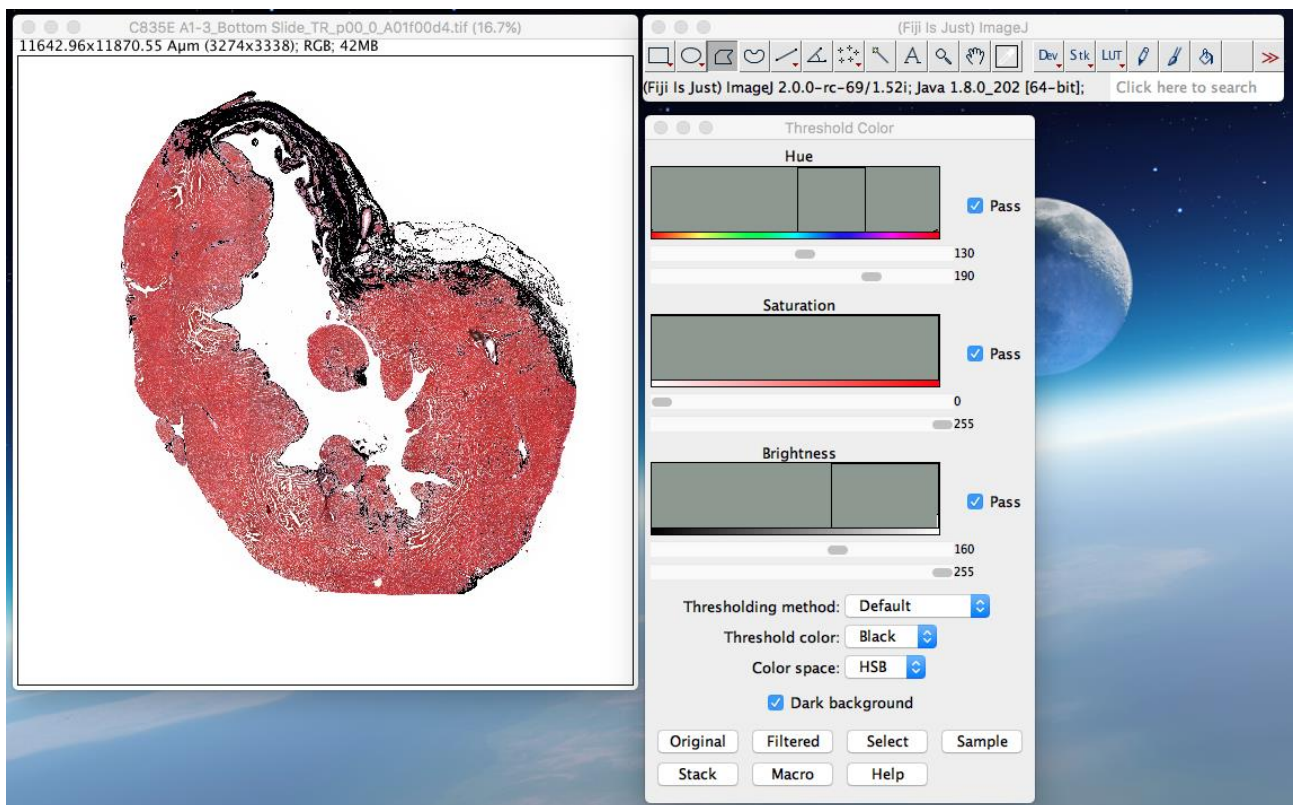 C835E A1-3_Bottom Slide_TR_p00_0_A01f00d4.tif (16.7%)
11642.96x11870.55 Aµm (3274x3338); RGB; 42MB
(Fiji Is Just) ImageJ
A Dev Stk LUT >>
(Fiji Is Just) ImageJ 2.0.0-rc-69/1.52i; Java 1.8.0_202 [64-bit]; Click here to search
Threshold Color
Hue
Pass
130
190
Saturation
Pass
0
255
Brightness
Pass
160
255
Thresholding method: Default
Threshold color: Black
Color space: HSB
Dark background
Original Filtered Select Sample
Stack Macro Help